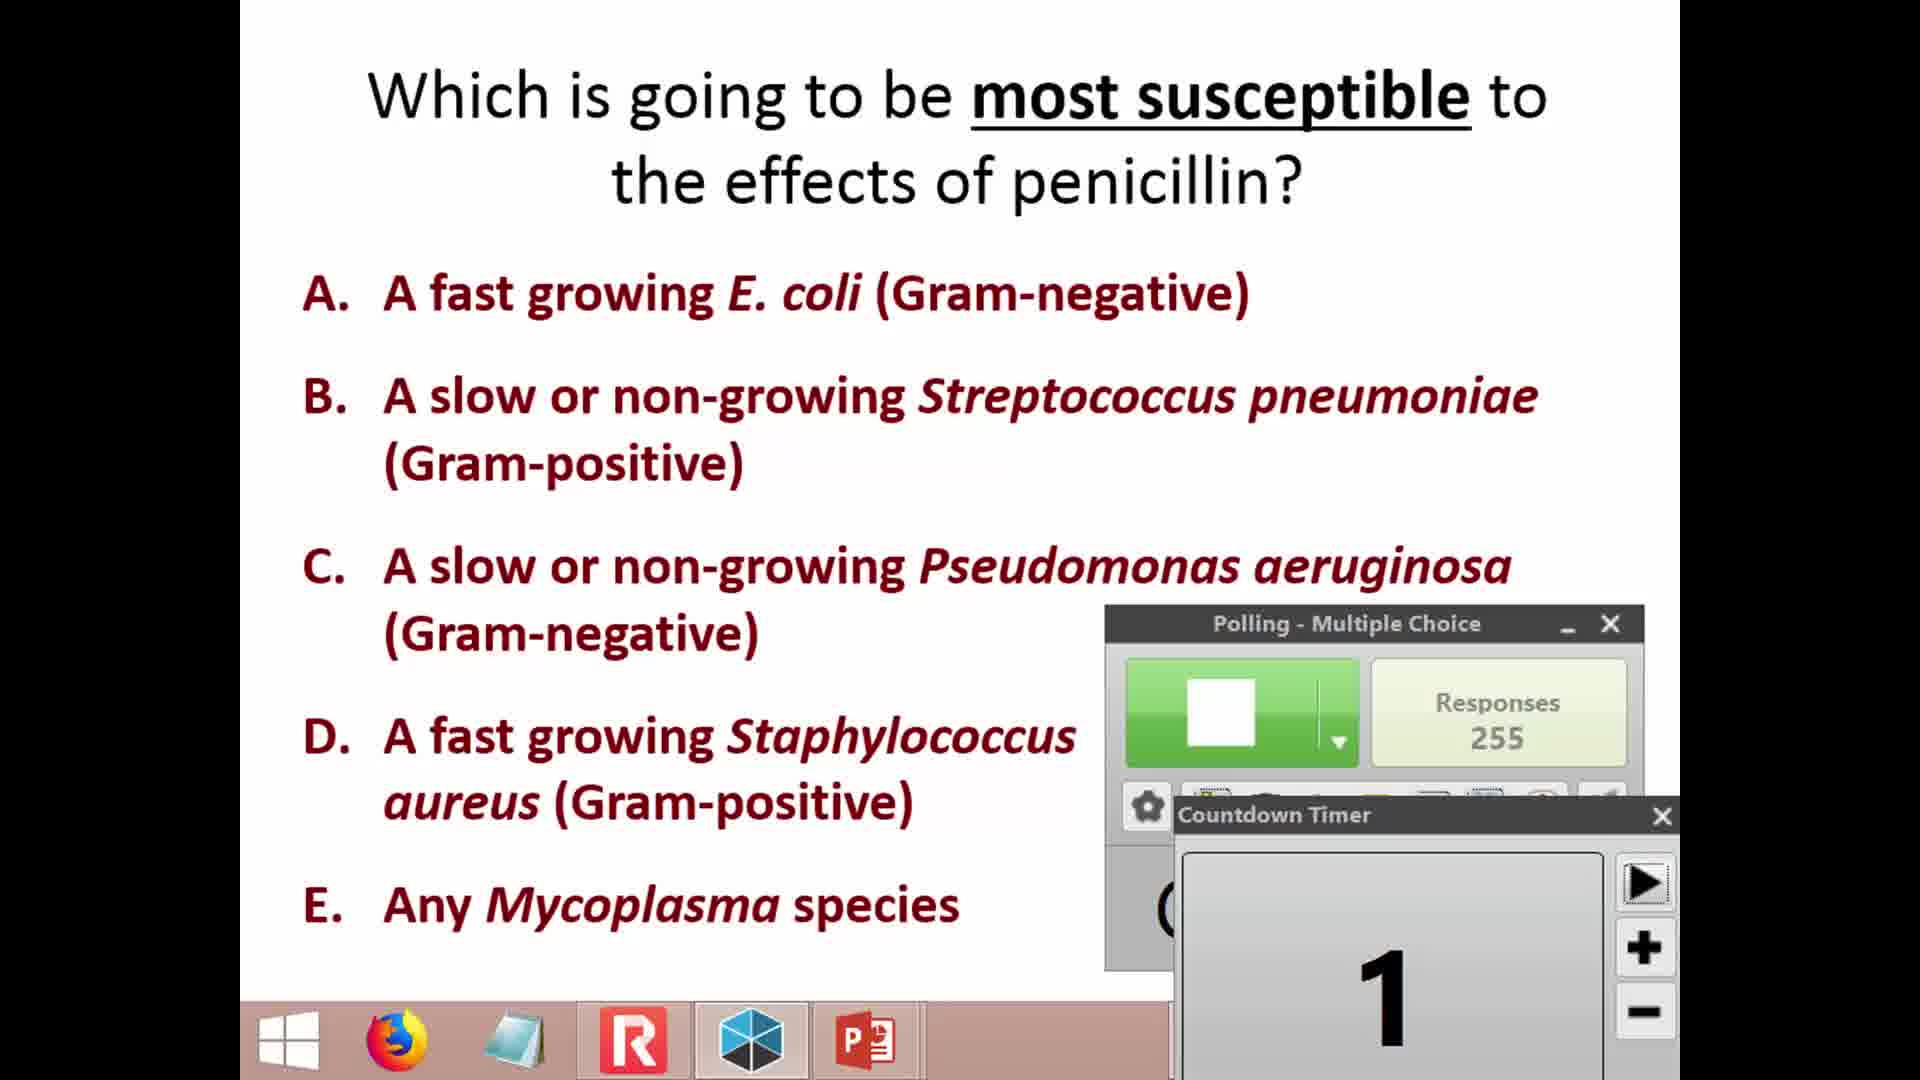 Which is going to be most susceptible to
the effects of penicillin?
A. A fast growing E. coli (Gram-negative)
B. A slow or non-growing Streptococcus pneumoniae
(Gram-positive)
C. A slow or non-growing Pseudomonas aeruginosa
(Gram-negative)
D. A fast growing Staphylococcus
aureus (Gram-positive)
E. Any Mycoplasma species
Polling - Multiple Choice
Responses
255
Countdown Timer
1
R
P